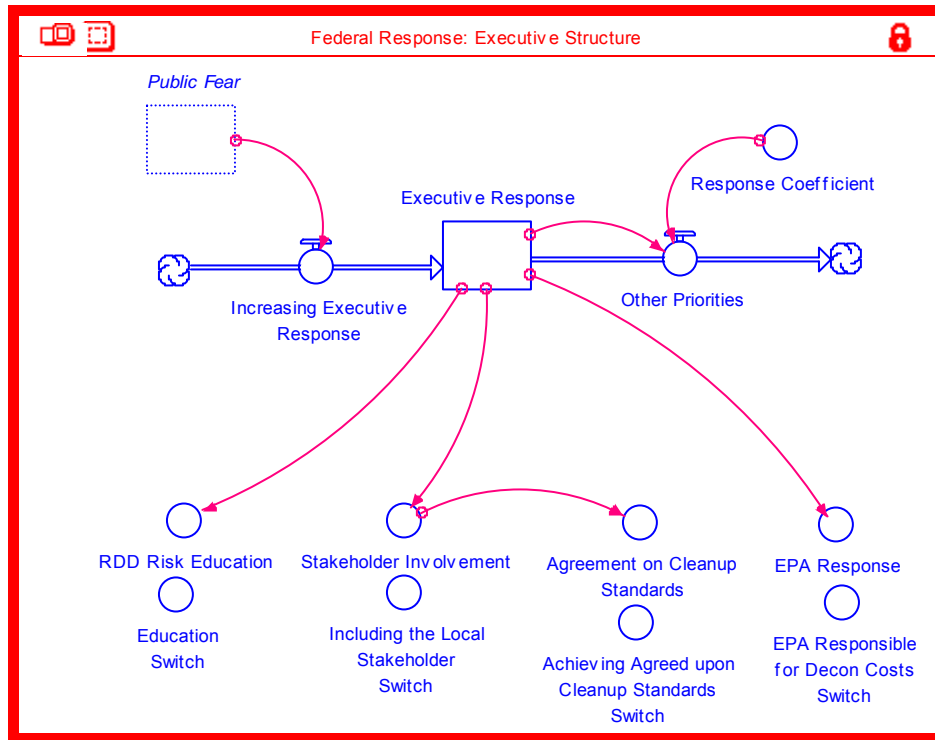 Federal Response: Executive Structure
Public Fear
Response Coefficient
Executive Response
Increasing Executive
Response
Other Priorities
RDD Risk Education
Stakeholder Involvement
Agreement on Cleanup
Standards
EPA Response
Education
Switch
Including the Local
Stakeholder
Switch
Achieving Agreed upon
Cleanup Standards
Switch
EPA Responsible
for Decon Costs
Switch